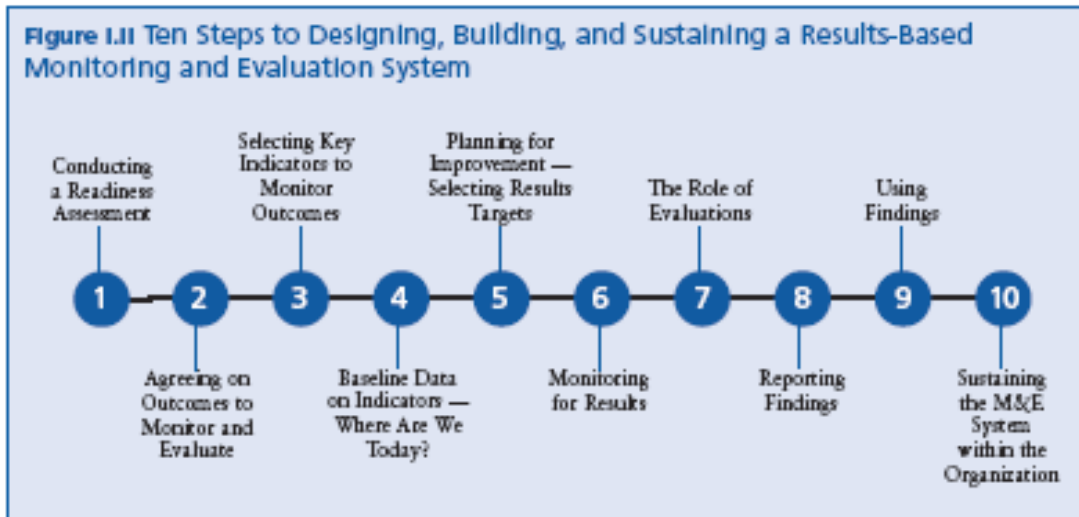 Figure I.II Ten Steps to Designing, Building, and Sustaining a Results-Based
Monitoring and Evaluation System
Conducting
a Readiness
Assessment
1
2
Agreeing on
Outcomes to
Monitor and
Evaluate
Selecting Key
Indicators to
Monitor
Outcomes
3
4
Baseline Data
on Indicators —
Where Are We
Today?
Planning for
Improvement —
Selecting Results
Targets
5
6
Monitoring
for Results
The Role of
Evaluations
7
8
Reporting
Findings
Using
Findings
9
10
Sustaining
the M&E
System
within the
Organization